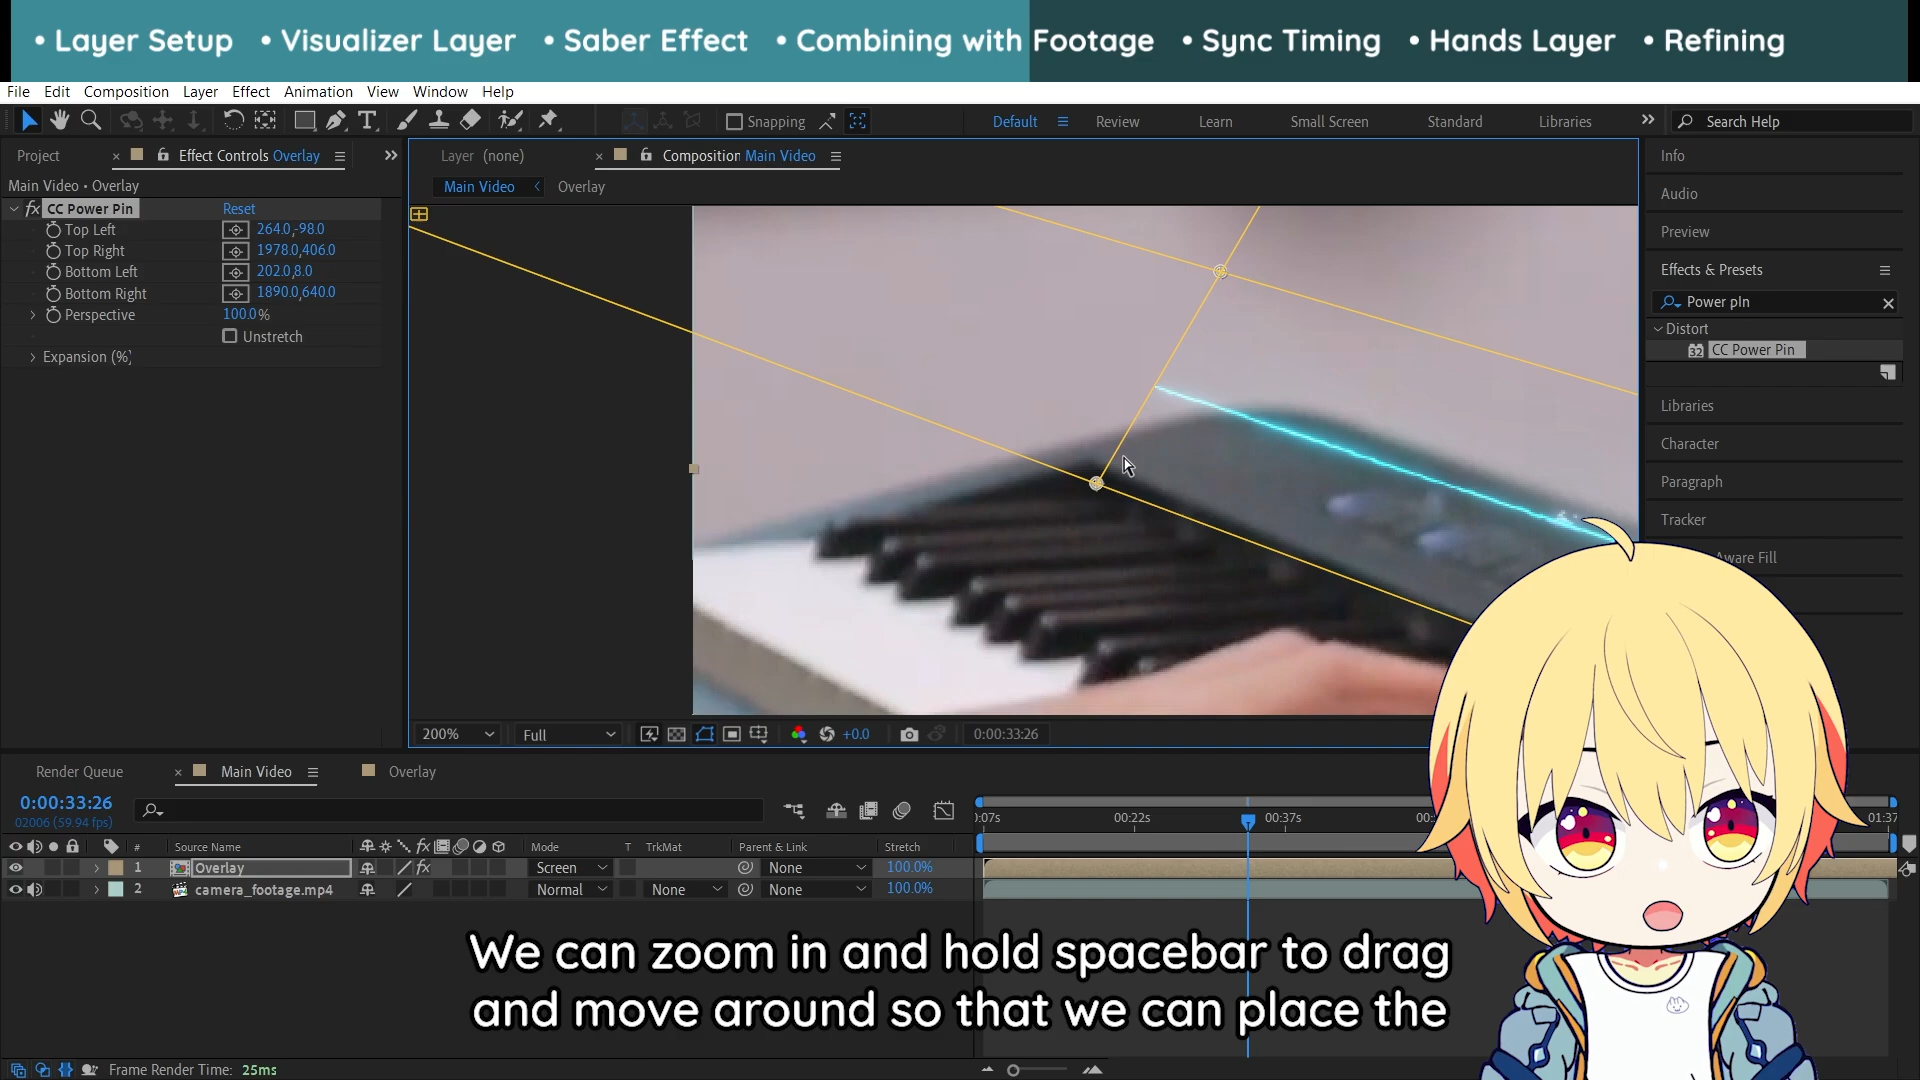 • Layer Setup • Visualizer Layer • Saber Effect • Combining with Footage • Sync Timing • Hands Layer • Refining
File Edit Composition Layer Effect Animation View Window Help
Snapping Default Review Learn Small Screen Standard Libraries Search Help
Project Effect Controls Overlay
Main Video • Overlay
fx CC Power Pin Reset
Top Left 264.0,-98.0
Top Right 1978.0,406.0
Bottom Left 202.0,8.0
Bottom Right 1890.0,640.0
Perspective 100.0%
Unstretch
Expansion (%)
Layer (none) Composition Main Video
Main Video Overlay
200% Full +0.0 0:00:33:26
Info
Audio
Preview
Effects & Presets
Power pIn
Distort
32 CC Power Pin
Libraries
Character
Paragraph
Tracker
Aware Fill
Render Queue Main Video Overlay
0:00:33:26
02006 (59.94 fps)
:07s 00:22s 00:37s 00: 01:37
# Source Name fx Mode T TrkMat Parent & Link Stretch
1 Overlay fx Screen None 100.0%
2 camera_footage.mp4 Normal None None 100.0%
We can zoom in and hold spacebar to drag
and move around so that we can place the
Frame Render Time: 25ms